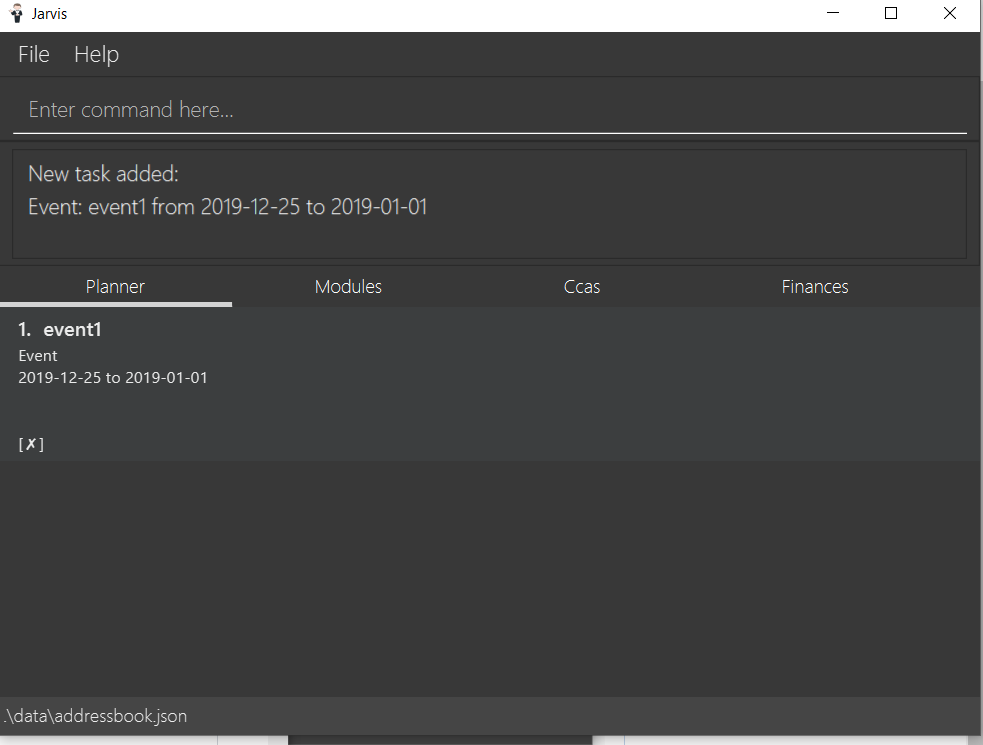 Jarvis
File Help
Enter command here...
New task added:
Event: event1 from 2019-12-25 to 2019-01-01
Planner Modules Ccas Finances
1. event1
Event
2019-12-25 to 2019-01-01
[✗]
.\data\addressbook.json